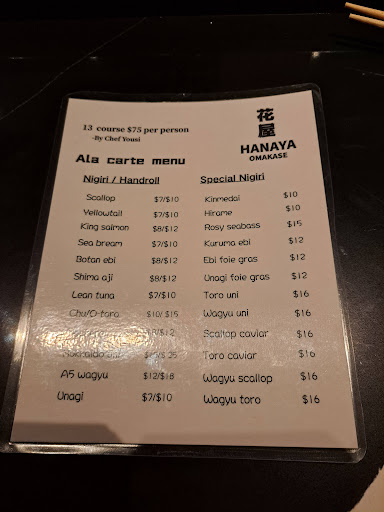 13 course $75 per person
-By Chef Yousi
花屋
HANAYA
OMAKASE
Ala carte menu
Nigiri / Handroll
Scallop $7/$10
Yellowtail $7/$10
King salmon $8/$12
Sea bream $7/$10
Botan ebi $8/$12
Shima aji $8/$12
Lean tuna $7/$10
Chu/O-toro $10/$15
A5 wagyu $12/$18
Unagi $7/$10
Special Nigiri
Kinmedai $10
Hirame $10
Rosy seabass $15
Kuruma ebi $12
Ebi foie gras $12
Unagi foie gras $12
Toro uni $16
Wagyu uni $16
Scallop caviar $16
Toro caviar $16
Wagyu scallop $16
Wagyu toro $16